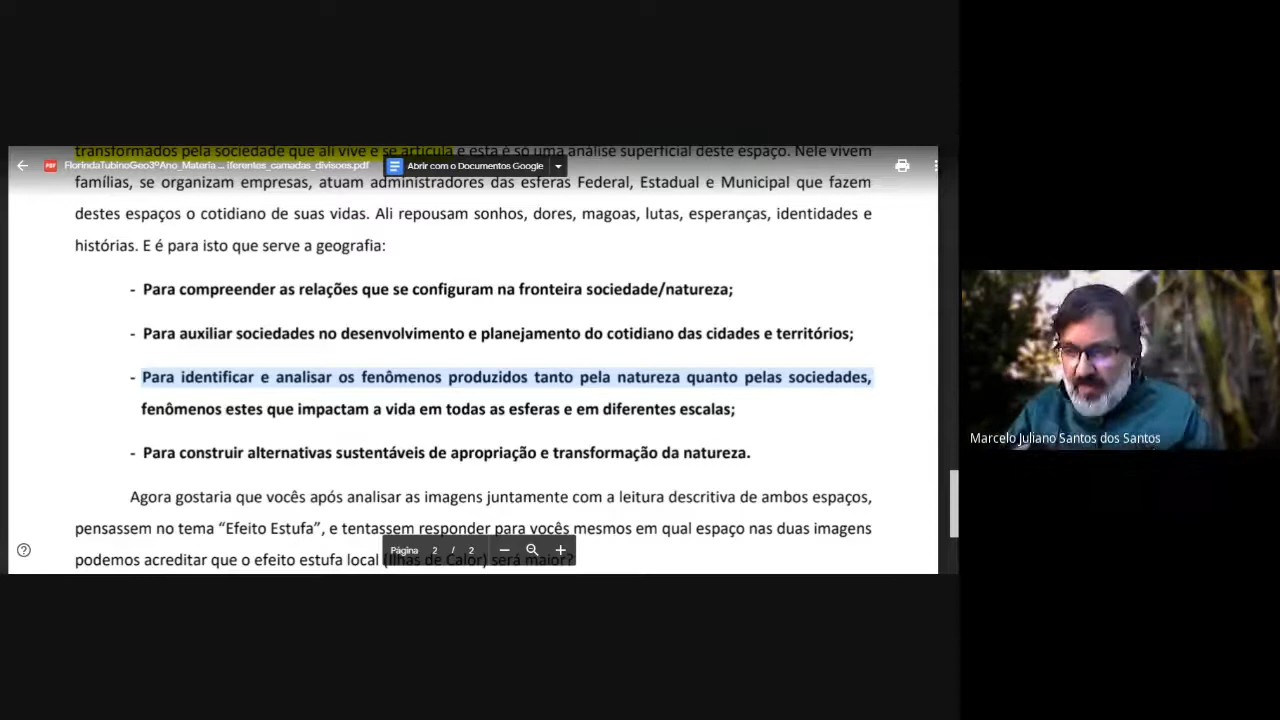 transformados pela sociedade que ali vive e se articula e esta é só uma análise superficial deste espaço. Nele vivem
FlorindaTubinoGeo3ºAno_Materia ... iferentes_camadas_divisoes.pdf
Abrir com o Documentos Google
famílias, se organizam empresas, atuam administradores das esferas Federal, Estadual e Municipal que fazem
destes espaços o cotidiano de suas vidas. Ali repousam sonhos, dores, magoas, lutas, esperanças, identidades e
histórias. E é para isto que serve a geografia:
- Para compreender as relações que se configuram na fronteira sociedade/natureza;
- Para auxiliar sociedades no desenvolvimento e planejamento do cotidiano das cidades e territórios;
- Para identificar e analisar os fenômenos produzidos tanto pela natureza quanto pelas sociedades,
fenômenos estes que impactam a vida em todas as esferas e em diferentes escalas;
- Para construir alternativas sustentáveis de apropriação e transformação da natureza.
Agora gostaria que vocês após analisar as imagens juntamente com a leitura descritiva de ambos espaços,
pensassem no tema “Efeito Estufa”, e tentassem responder para vocês mesmos em qual espaço nas duas imagens
podemos acreditar que o efeito estufa local (Ilhas de Calor) será maior?
Página 2 / 2
Marcelo Juliano Santos dos Santos